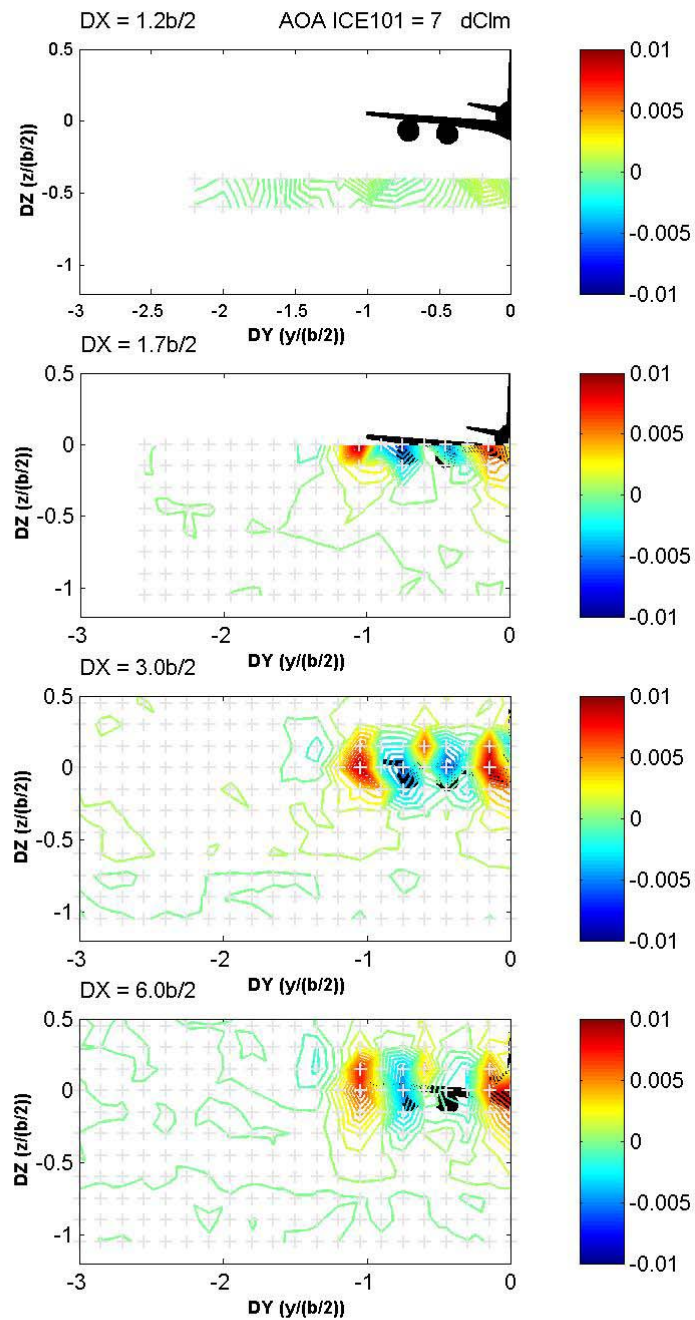 DX = 1.2b/2 AOA ICE101 = 7 dClm
0.5
0
-0.5
-1
DZ (z/(b/2))
-3 -2.5 -2 -1.5 -1 -0.5 0
DY (y/(b/2))
0.01
0.005
0
-0.005
-0.01
DX = 1.7b/2
0.5
0
-0.5
-1
DZ (z/(b/2))
-3 -2 -1 0
DY (y/(b/2))
0.01
0.005
0
-0.005
-0.01
DX = 3.0b/2
0.5
0
-0.5
-1
DZ (z/(b/2))
-3 -2 -1 0
DY (y/(b/2))
0.01
0.005
0
-0.005
-0.01
DX = 6.0b/2
0.5
0
-0.5
-1
DZ (z/(b/2))
-3 -2 -1 0
DY (y/(b/2))
0.01
0.005
0
-0.005
-0.01